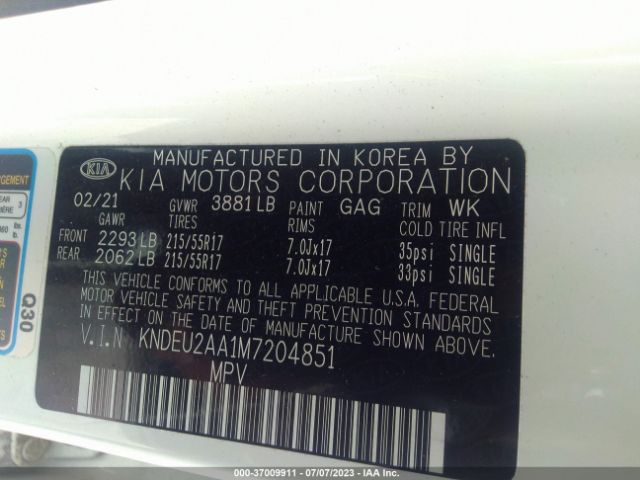 MANUFACTURED IN KOREA BY
KIA KIA MOTORS CORPORATION
02/21 GVWR 3881LB PAINT GAG TRIM WK
GAWR TIRES RIMS COLD TIRE INFL
FRONT 2293LB 215/55R17 7.0Jx17 35psi SINGLE
REAR 2062LB 215/55R17 7.0Jx17 33psi SINGLE
THIS VEHICLE CONFORMS TO ALL APPLICABLE U.S.A. FEDERAL
MOTOR VEHICLE SAFETY AND THEFT PREVENTION STANDARDS
IN EFFECT ON THE DATE OF MANUFACTURE SHOWN ABOVE.
V.I.N KNDEU2AA1M7204851
MPV
Q30
000-37009911 - 07/07/2023 - IAA Inc.